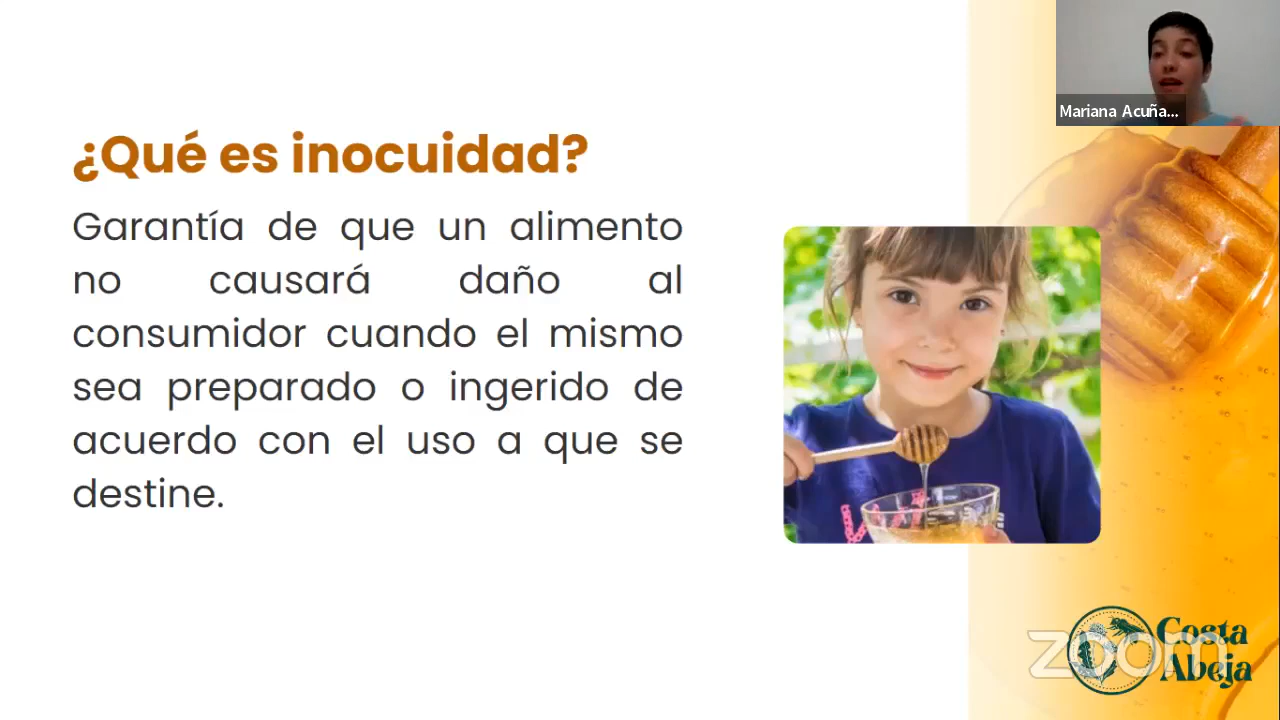 Mariana Acuña...
¿Qué es inocuidad?
Garantía de que un alimento
no causará daño al
consumidor cuando el mismo
sea preparado o ingerido de
acuerdo con el uso a que se
destine.
zoom
Costa
Abeja